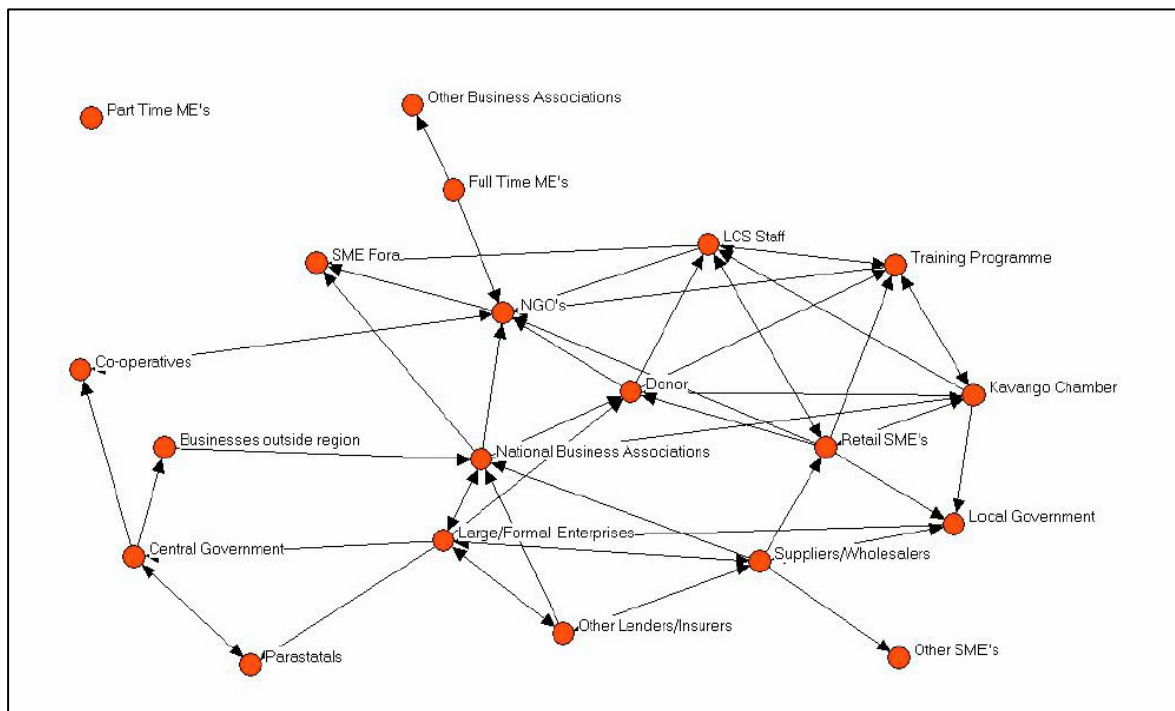 Other Business Associations
Part Time ME's
Full Time ME's
LCS Staff
SME Fora
Training Programme
NGO's
Co-operatives
Donor
Kavango Chamber
Businesses outside region
Retail SME's
National Business Associations
Local Government
Large/Formal Enterprises
Central Government
Suppliers/Wholesalers
Other Lenders/Insurers
Parastatals
Other SME's